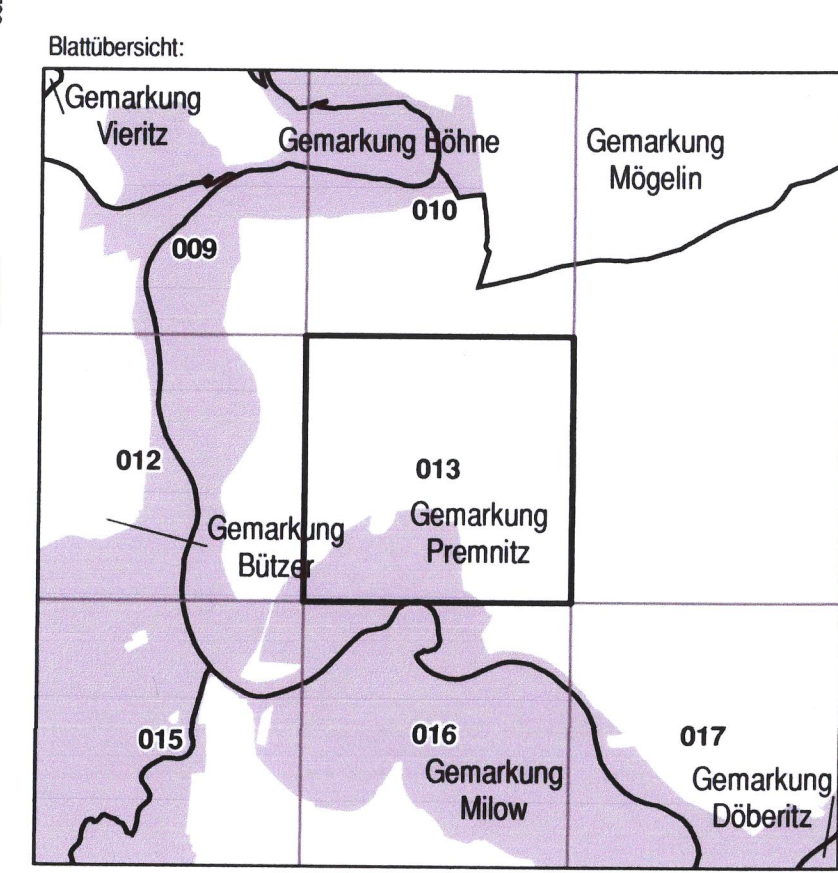 Blattübersicht:
Gemarkung
Vieritz
Gemarkung Böhne
Gemarkung
Mögelin
010
009
012
013
Gemarkung
Premnitz
Gemarkung
Bützer
015
016
017
Gemarkung
Milow
Gemarkung
Döberitz